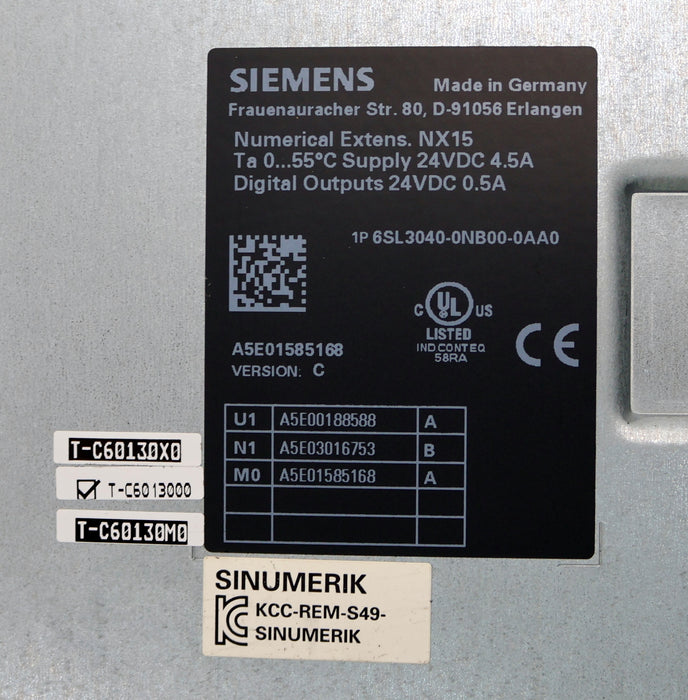 SIEMENS
Made in Germany
Frauenauracher Str. 80, D-91056 Erlangen
Numerical Extens. NX15
Ta 0...55°C Supply 24VDC 4.5A
Digital Outputs 24VDC 0.5A
1P 6SL3040-0NB00-0AA0
C UL US
LISTED
IND CONT EQ
58RA
CE
A5E01585168
VERSION: C
U1 A5E00188588 A
N1 A5E03016753 B
M0 A5E01585168 A
T-C60130X0
T-C6013000
T-C60130M0
SINUMERIK
KCC-REM-S49-
SINUMERIK